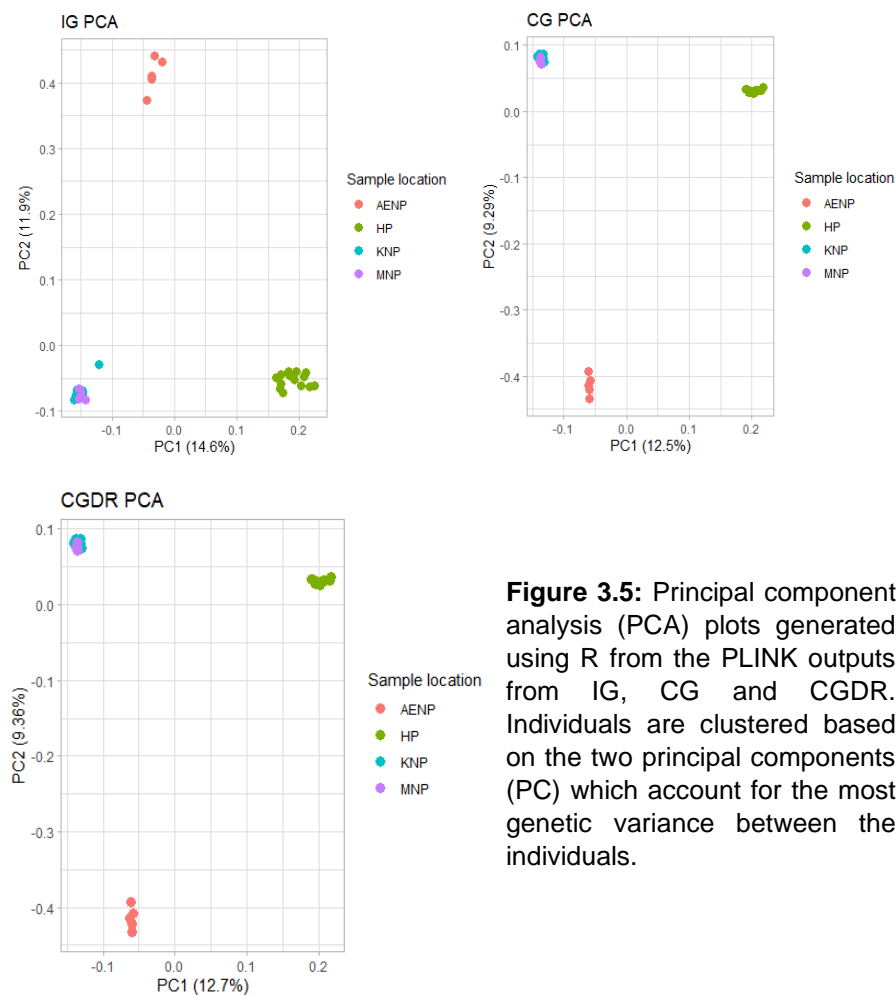 IG PCA
0.4
0.3
0.2
0.1
0.0
-0.1
PC2 (11.9%)
-0.1
0.0
0.1
0.2
PC1 (14.6%)
Sample location
AENP
HP
KNP
MNP
CG PCA
0.1
0.0
-0.1
-0.2
-0.3
-0.4
PC2 (9.29%)
-0.1
0.0
0.1
0.2
PC1 (12.5%)
Sample location
AENP
HP
KNP
MNP
CGDR PCA
0.1
0.0
-0.1
-0.2
-0.3
-0.4
PC2 (9.36%)
-0.1
0.0
0.1
0.2
PC1 (12.7%)
Sample location
AENP
HP
KNP
MNP
Figure 3.5: Principal component
analysis (PCA) plots generated
using R from the PLINK outputs
from IG, CG and CGDR.
Individuals are clustered based
on the two principal components
(PC) which account for the most
genetic variance between the
individuals.